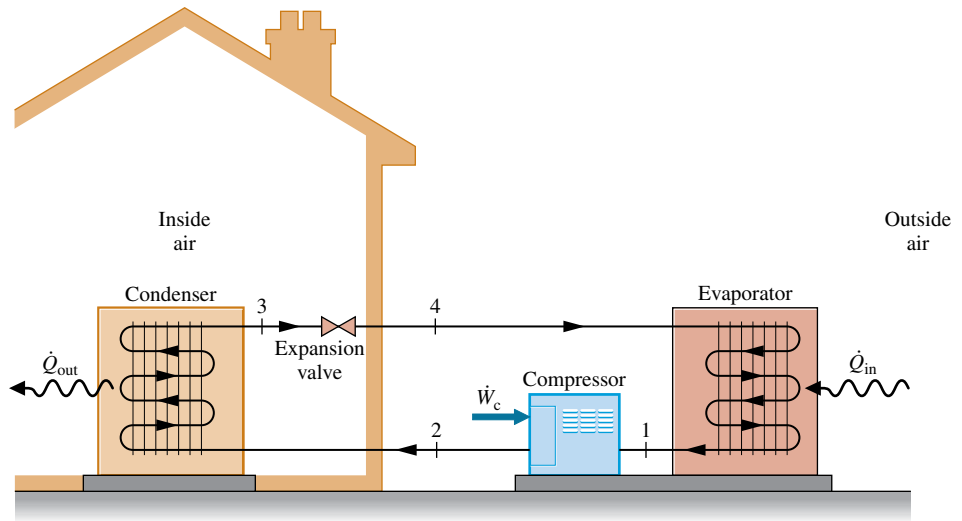 Inside
air
Outside
air
Condenser
3
4
Evaporator
Expansion
valve
Q̇out
Compressor
Q̇in
Ẇc
2
1